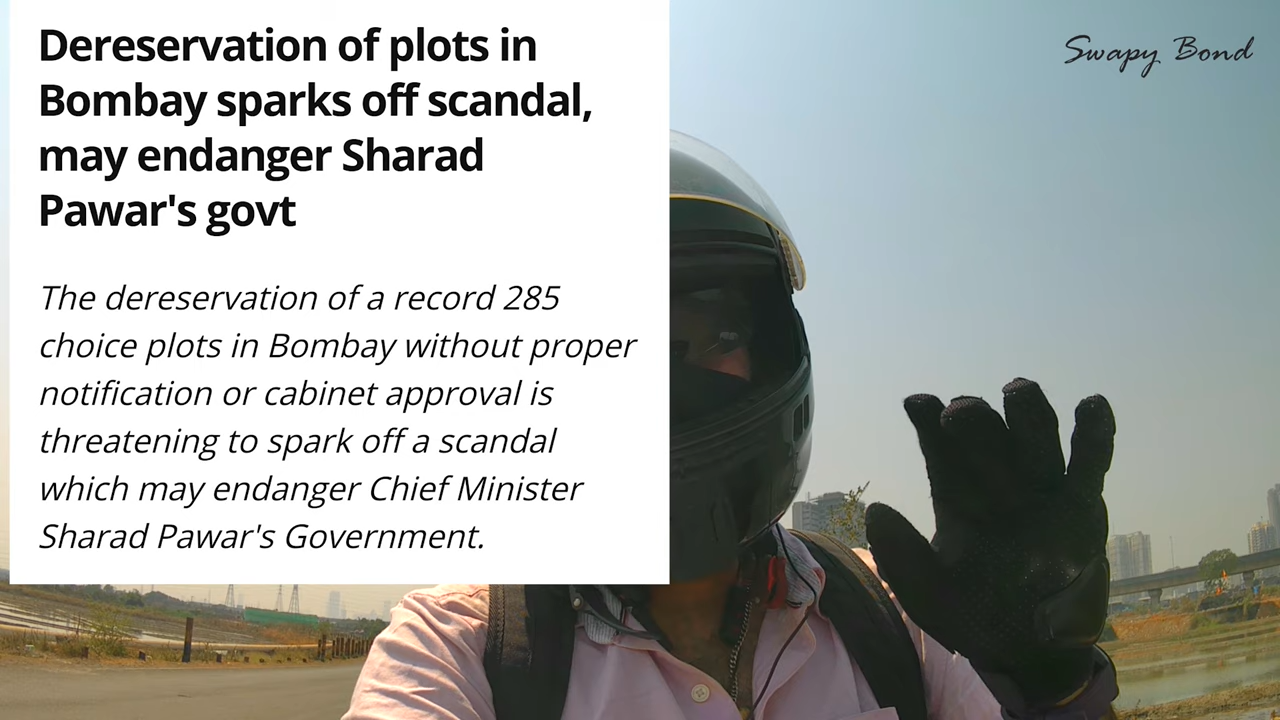 Dereservation of plots in
Bombay sparks off scandal,
may endanger Sharad
Pawar's govt
The dereservation of a record 285
choice plots in Bombay without proper
notification or cabinet approval is
threatening to spark off a scandal
which may endanger Chief Minister
Sharad Pawar's Government.
Swapy Bond